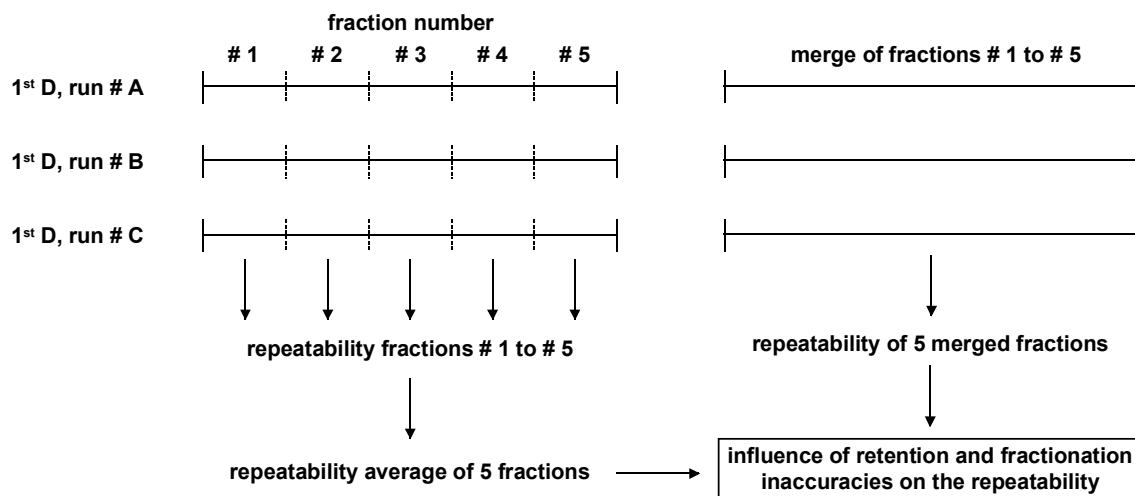 fraction number
# 1 # 2 # 3 # 4 # 5
merge of fractions # 1 to # 5
1st D, run # A
1st D, run # B
1st D, run # C
repeatability fractions # 1 to # 5
repeatability of 5 merged fractions
repeatability average of 5 fractions
influence of retention and fractionation
inaccuracies on the repeatability